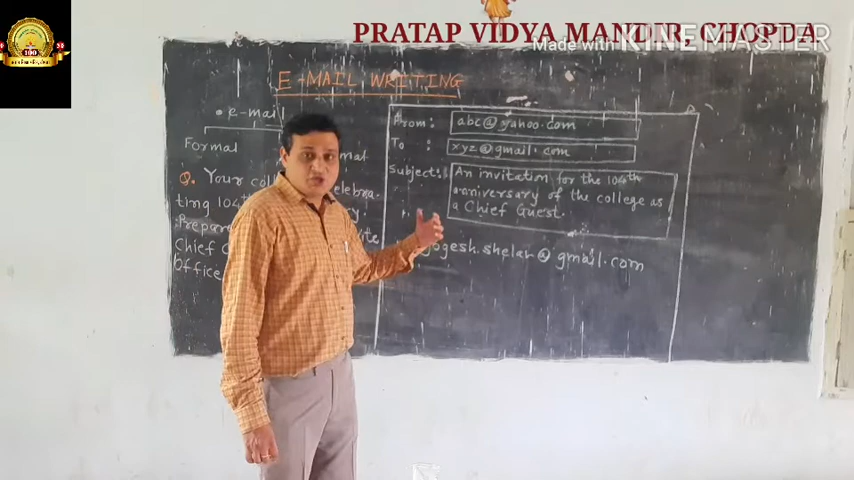 PRATAP VIDYA MANDIR, CHOPDA
Made with KINEMASTER
100
E-MAIL WRITING
• e-mail
Formal
Q. Your
ting 104th
Prepare
Chief
Office
From : abc@yahoo.com
To : xyz@gmail.com
Subject: An invitation for the 104th
anniversary of the college as
a Chief Guest.
yogesh.shelar@gmail.com